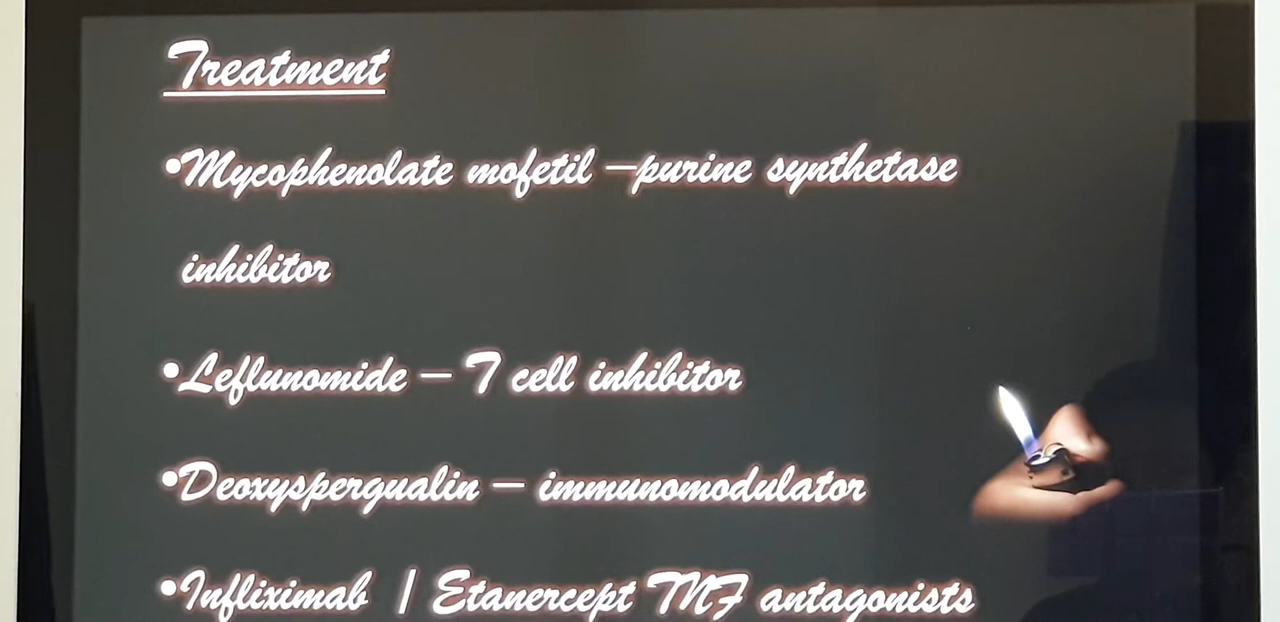 Treatment
•Mycophenolate mofetil –purine synthetase
inhibitor
•Leflunomide – T cell inhibitor
•Deoxyspergualin – immunomodulator
•Infliximab | Etanercept TNF antagonists